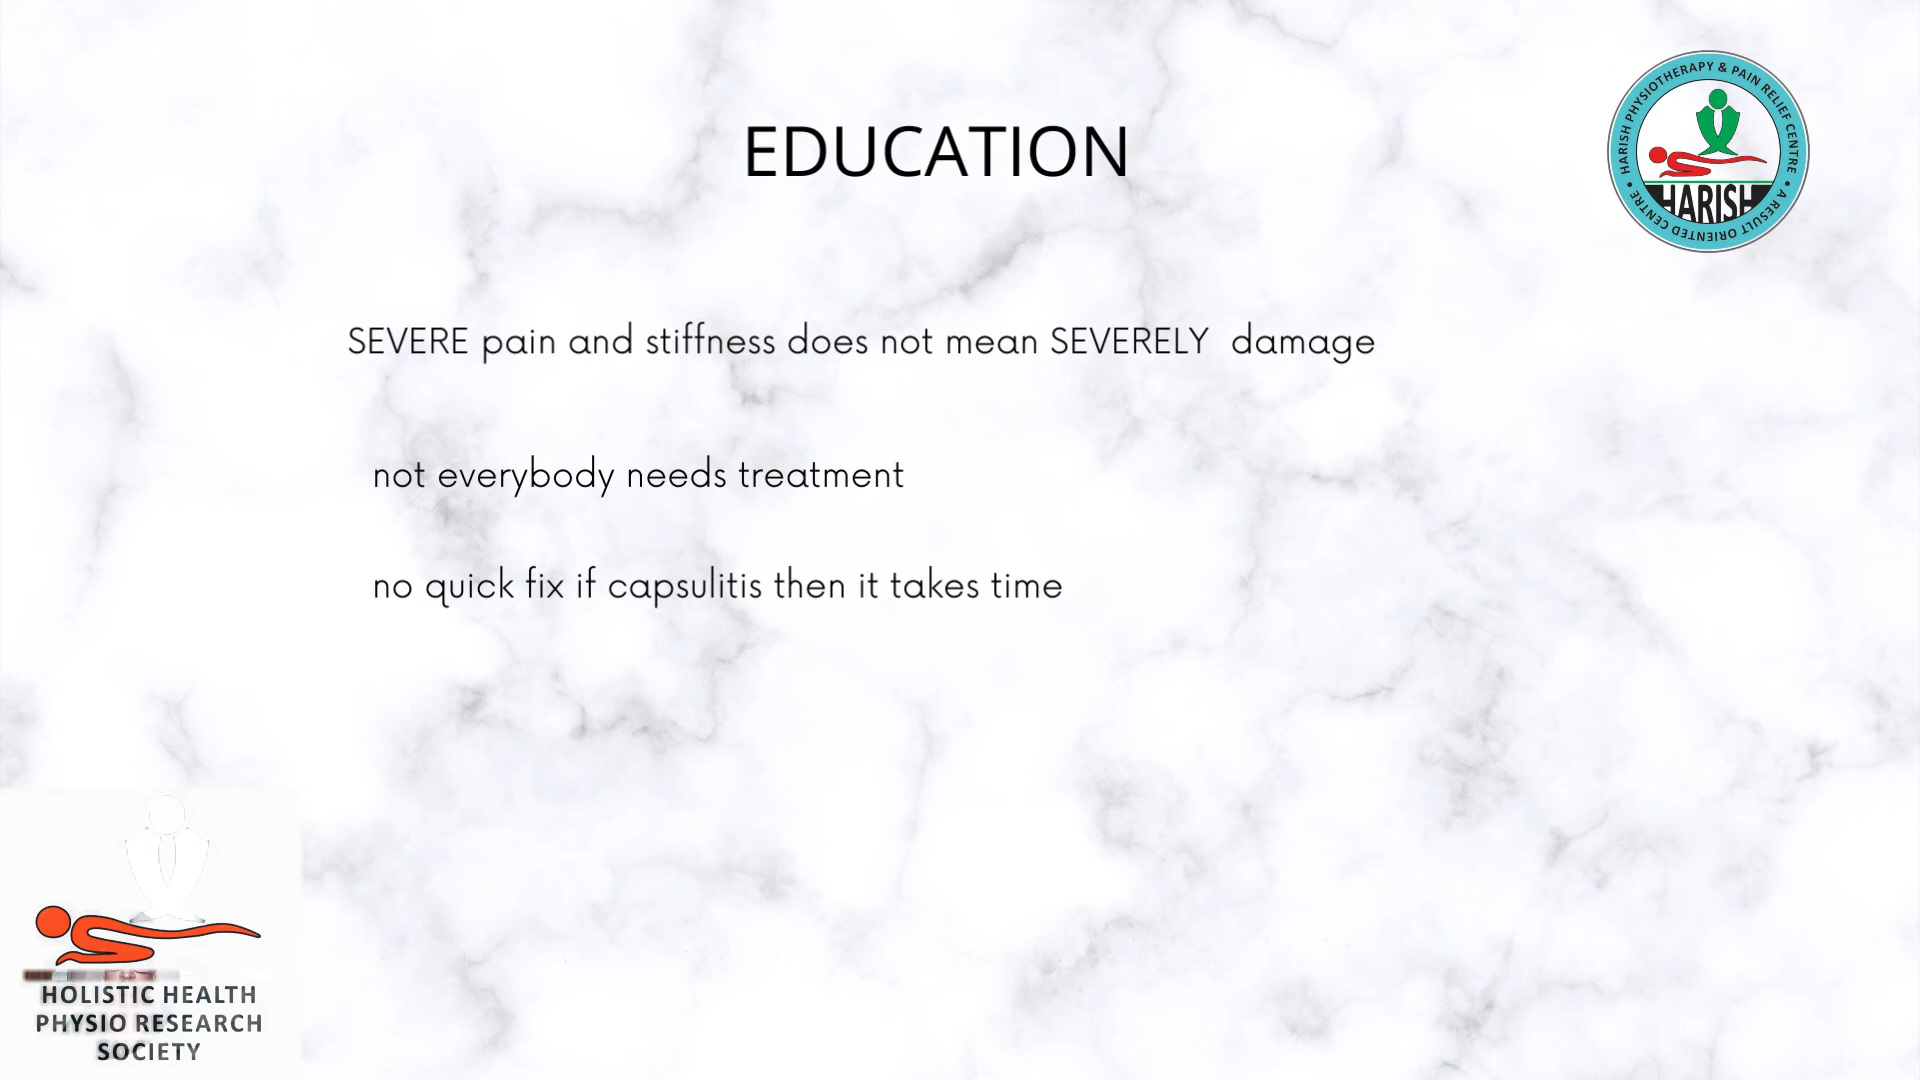 EDUCATION
HARISH PHYSIOTHERAPY & PAIN RELIEF CENTRE • A RESULT ORIENTED CENTRE •
HARISH
SEVERE pain and stiffness does not mean SEVERELY damage
not everybody needs treatment
no quick fix if capsulitis then it takes time
HOLISTIC HEALTH
PHYSIO RESEARCH
SOCIETY